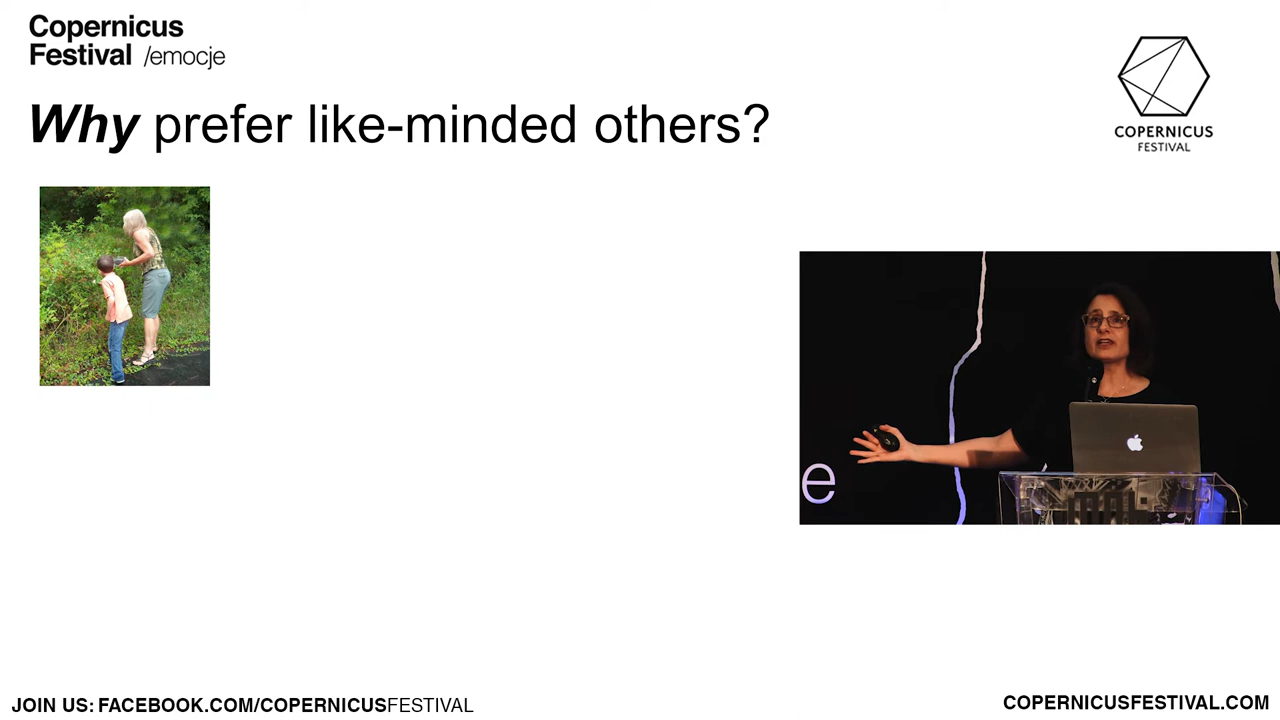 Copernicus
Festival /emocje
COPERNICUS
FESTIVAL
Why prefer like-minded others?
e
JOIN US: FACEBOOK.COM/COPERNICUSFESTIVAL
COPERNICUSFESTIVAL.COM